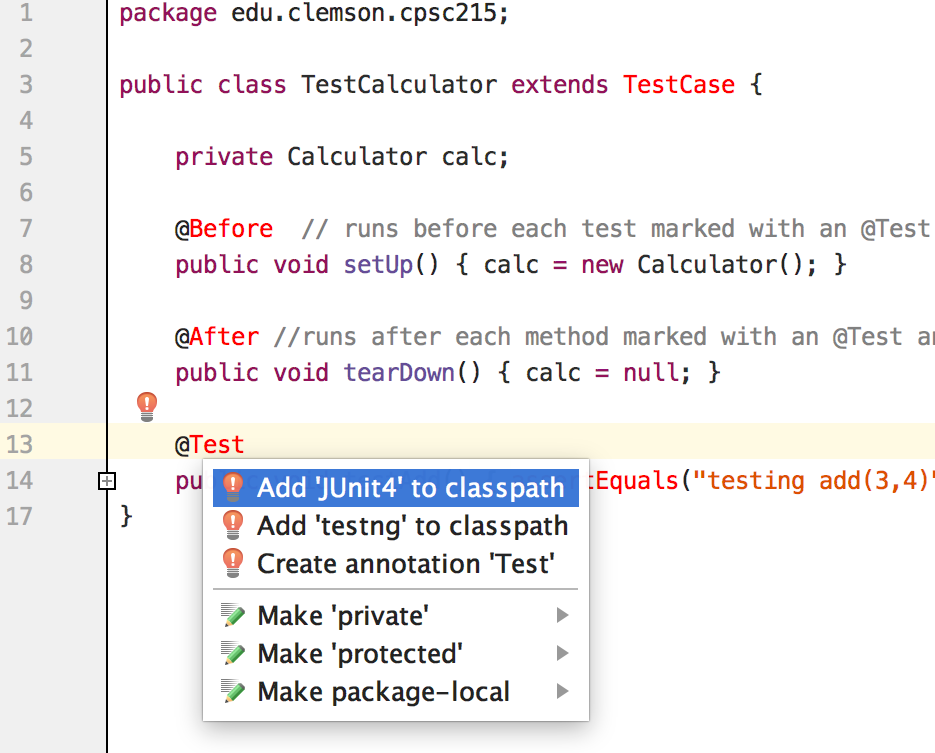 1 package edu.clemson.cpsc215;
2
3 public class TestCalculator extends TestCase {
4
5 private Calculator calc;
6
7 @Before // runs before each test marked with an @Test
8 public void setUp() { calc = new Calculator(); }
9
10 @After //runs after each method marked with an @Test
11 public void tearDown() { calc = null; }
12
13 @Test
14 Equals("testing add(3,4)"
17 }
Add 'JUnit4' to classpath
Add 'testng' to classpath
Create annotation 'Test'
Make 'private'
Make 'protected'
Make package-local